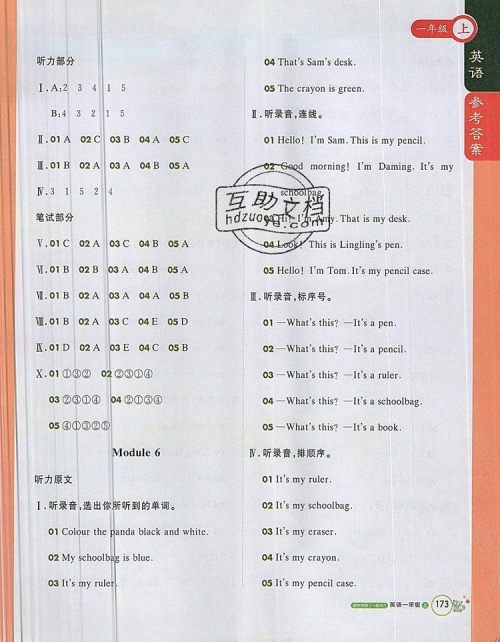 一年级 上
英语
参考答案
听力部分
Ⅰ.A:2 3 4 1 5
B:4 3 2 1 5
Ⅱ.01 A 02 C 03 B 04 A 05 C
Ⅲ.01 B 02 A 03 A 04 B 05 A
Ⅳ.3 1 5 2 4
笔试部分
Ⅴ.01 C 02 A 03 C 04 B 05 A
Ⅵ.01 B 02 B 03 A 04 B 05 A
Ⅶ.01 B 02 A 03 A 04 A 05 B
Ⅷ.01 B 02 A 03 C 04 E 05 D
Ⅸ.01 D 02 A 03 E 04 C 05 B
Ⅹ.01 ①③② 02 ②③①④
03 ②③①④ 04 ②①③④
05 ④①③②⑤
Module 6
听力原文
Ⅰ.听录音,选出你所听到的单词。
01 Colour the panda black and white.
02 My schoolbag is blue.
03 It's my ruler.
04 That's Sam's desk.
05 The crayon is green.
Ⅱ.听录音,连线。
01 Hello! I'm Sam. This is my pencil.
02 Good morning! I'm Daming. It's my
schoolbag.
03 Hi! I'm Amy. That is my desk.
04 Look! This is Lingling's pen.
05 Hello! I'm Tom. It's my pencil case.
Ⅲ.听录音,标序号。
01 —What's this? —It's a pen.
02 —What's this? —It's a pencil.
03 —What's this? —It's a ruler.
04 —What's this? —It's a schoolbag.
05 —What's this? —It's a book.
Ⅳ.听录音,排顺序。
01 It's my ruler.
02 It's my schoolbag.
03 It's my eraser.
04 It's my crayon.
05 It's my pencil case.
互助文档
hdzuoye.com
英语一年级 上 173